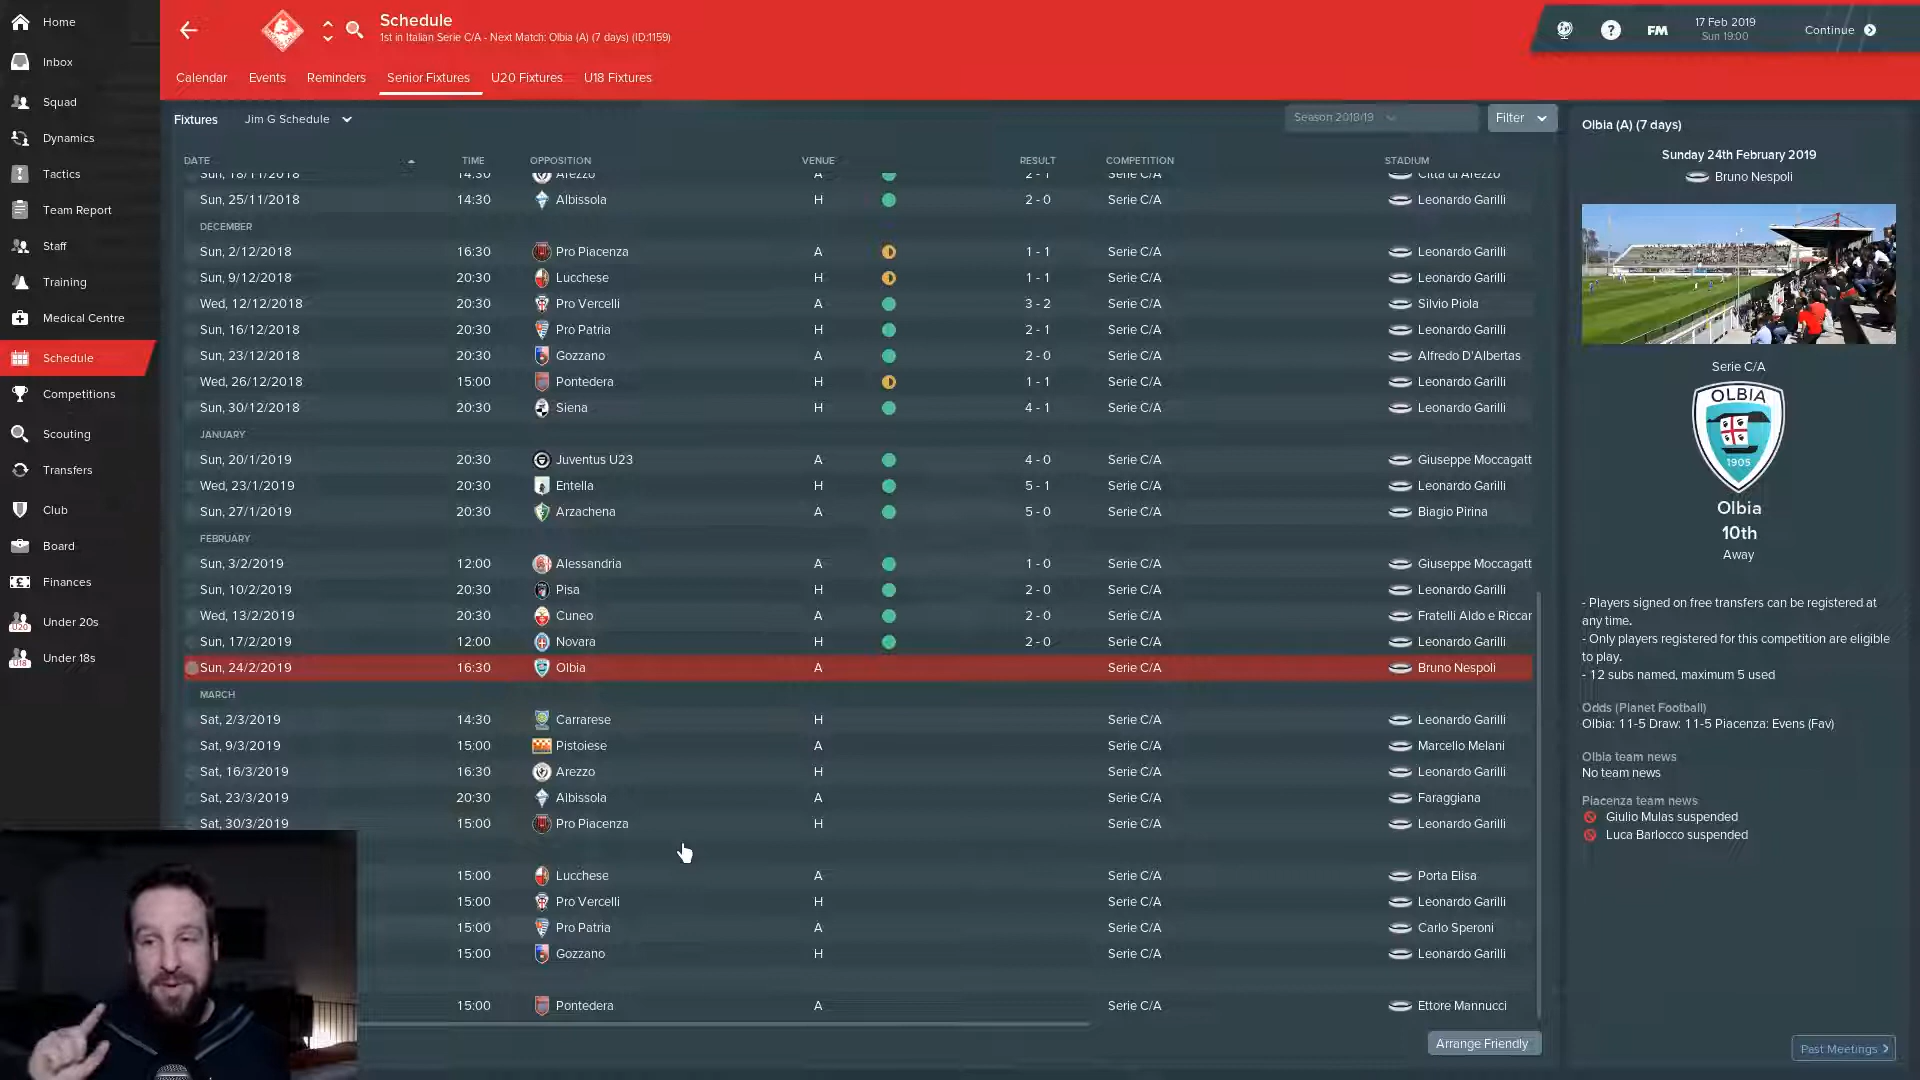 Home
Inbox
Squad
Dynamics
Tactics
Team Report
Staff
Training
Medical Centre
Schedule
Competitions
Scouting
Transfers
Club
Board
Finances
Under 20s
Under 18s
Schedule
1st in Italian Serie C/A - Next Match: Olbia (A) (7 days) (ID:1159)
FM
17 Feb 2019
Sun 19:00
Continue
Calendar Events Reminders Senior Fixtures U20 Fixtures U18 Fixtures
Fixtures Jim G Schedule
Season 2018/19
Filter
DATE TIME OPPOSITION VENUE RESULT COMPETITION STADIUM
Sun, 18/11/2018 14:30 Arezzo A 2 - 1 Serie C/A Città di Arezzo
Sun, 25/11/2018 14:30 Albissola H 2 - 0 Serie C/A Leonardo Garilli
DECEMBER
Sun, 2/12/2018 16:30 Pro Piacenza A 1 - 1 Serie C/A Leonardo Garilli
Sun, 9/12/2018 20:30 Lucchese H 1 - 1 Serie C/A Leonardo Garilli
Wed, 12/12/2018 20:30 Pro Vercelli A 3 - 2 Serie C/A Silvio Piola
Sun, 16/12/2018 20:30 Pro Patria H 2 - 1 Serie C/A Leonardo Garilli
Sun, 23/12/2018 20:30 Gozzano A 2 - 0 Serie C/A Alfredo D'Albertas
Wed, 26/12/2018 15:00 Pontedera H 1 - 1 Serie C/A Leonardo Garilli
Sun, 30/12/2018 20:30 Siena H 4 - 1 Serie C/A Leonardo Garilli
JANUARY
Sun, 20/1/2019 20:30 Juventus U23 A 4 - 0 Serie C/A Giuseppe Moccagatt
Wed, 23/1/2019 20:30 Entella H 5 - 1 Serie C/A Leonardo Garilli
Sun, 27/1/2019 20:30 Arzachena A 5 - 0 Serie C/A Biagio Pirina
FEBRUARY
Sun, 3/2/2019 12:00 Alessandria A 1 - 0 Serie C/A Giuseppe Moccagatt
Sun, 10/2/2019 20:30 Pisa H 2 - 0 Serie C/A Leonardo Garilli
Wed, 13/2/2019 20:30 Cuneo A 2 - 0 Serie C/A Fratelli Aldo e Riccar
Sun, 17/2/2019 12:00 Novara H 2 - 0 Serie C/A Leonardo Garilli
Sun, 24/2/2019 16:30 Olbia A Serie C/A Bruno Nespoli
MARCH
Sat, 2/3/2019 14:30 Carrarese H Serie C/A Leonardo Garilli
Sat, 9/3/2019 15:00 Pistoiese A Serie C/A Marcello Melani
Sat, 16/3/2019 16:30 Arezzo H Serie C/A Leonardo Garilli
Sat, 23/3/2019 20:30 Albissola A Serie C/A Faraggiana
Sat, 30/3/2019 15:00 Pro Piacenza H Serie C/A Leonardo Garilli
15:00 Lucchese A Serie C/A Porta Elisa
15:00 Pro Vercelli H Serie C/A Leonardo Garilli
15:00 Pro Patria A Serie C/A Carlo Speroni
15:00 Gozzano H Serie C/A Leonardo Garilli
15:00 Pontedera A Serie C/A Ettore Mannucci
Arrange Friendly
Olbia (A) (7 days)
Sunday 24th February 2019
Bruno Nespoli
Serie C/A
OLBIA
1905
Olbia
10th
Away
- Players signed on free transfers can be registered at
any time.
- Only players registered for this competition are eligible
to play.
- 12 subs named, maximum 5 used
Odds (Planet Football)
Olbia: 11-5 Draw: 11-5 Piacenza: Evens (Fav)
Olbia team news
No team news
Piacenza team news
Giulio Mulas suspended
Luca Barlocco suspended
Past Meetings